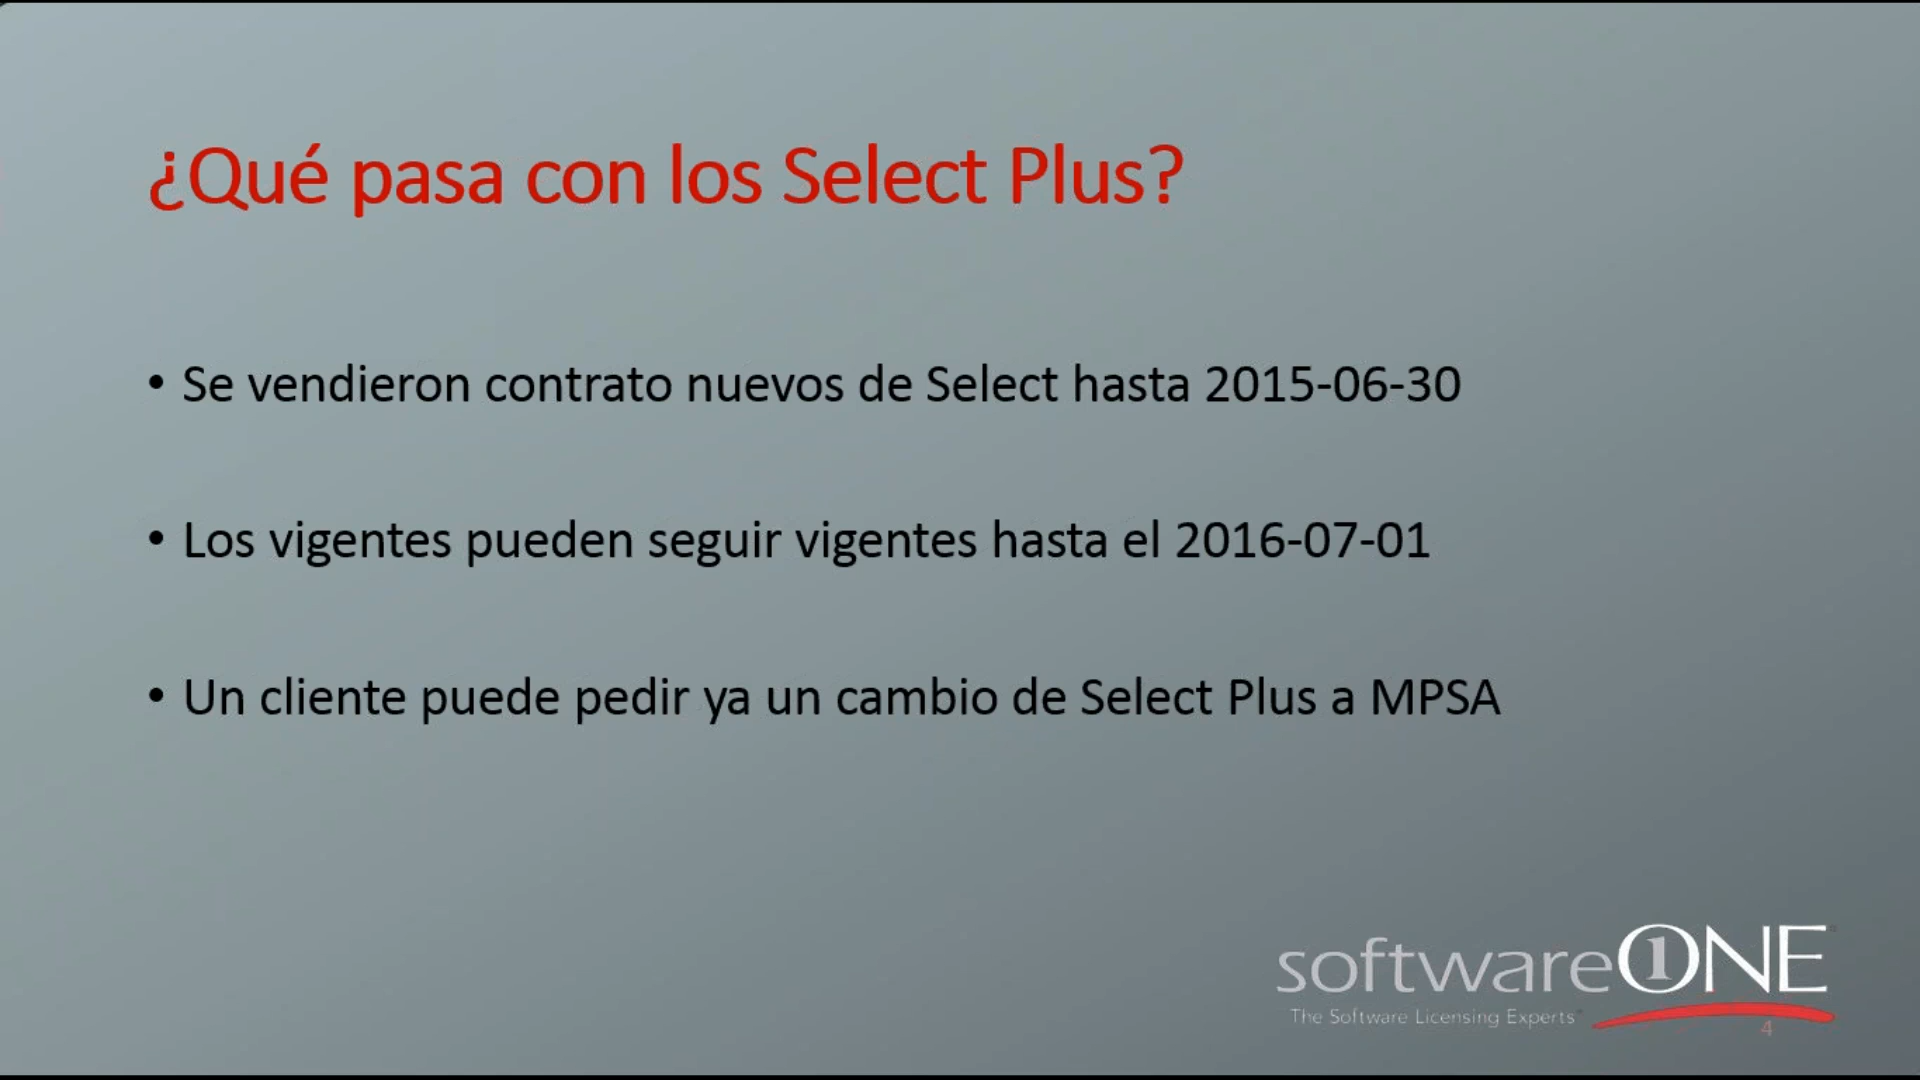 ¿Qué pasa con los Select Plus?
• Se vendieron contrato nuevos de Select hasta 2015-06-30
• Los vigentes pueden seguir vigentes hasta el 2016-07-01
• Un cliente puede pedir ya un cambio de Select Plus a MPSA
softwareONE
The Software Licensing Experts
4